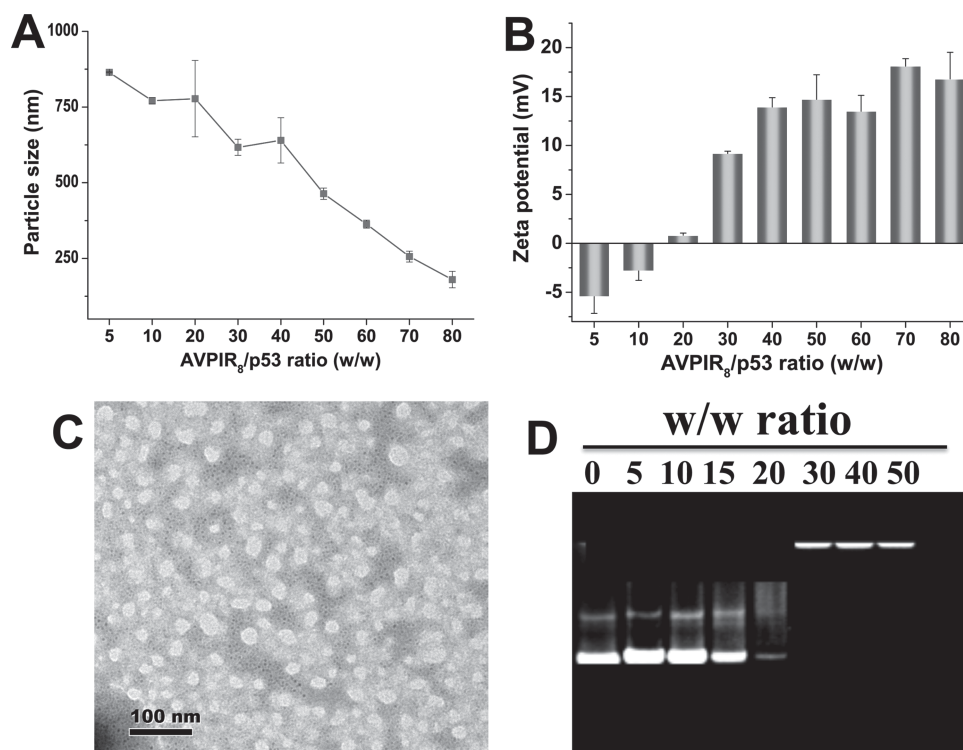 A
1000
750
500
250
Particle size (nm)
5 10 20 30 40 50 60 70 80
AVPIR₈/p53 ratio (w/w)
B
20
15
10
5
0
-5
Zeta potential (mV)
5 10 20 30 40 50 60 70 80
AVPIR₈/p53 ratio (w/w)
C
100 nm
D
w/w ratio
0 5 10 15 20 30 40 50